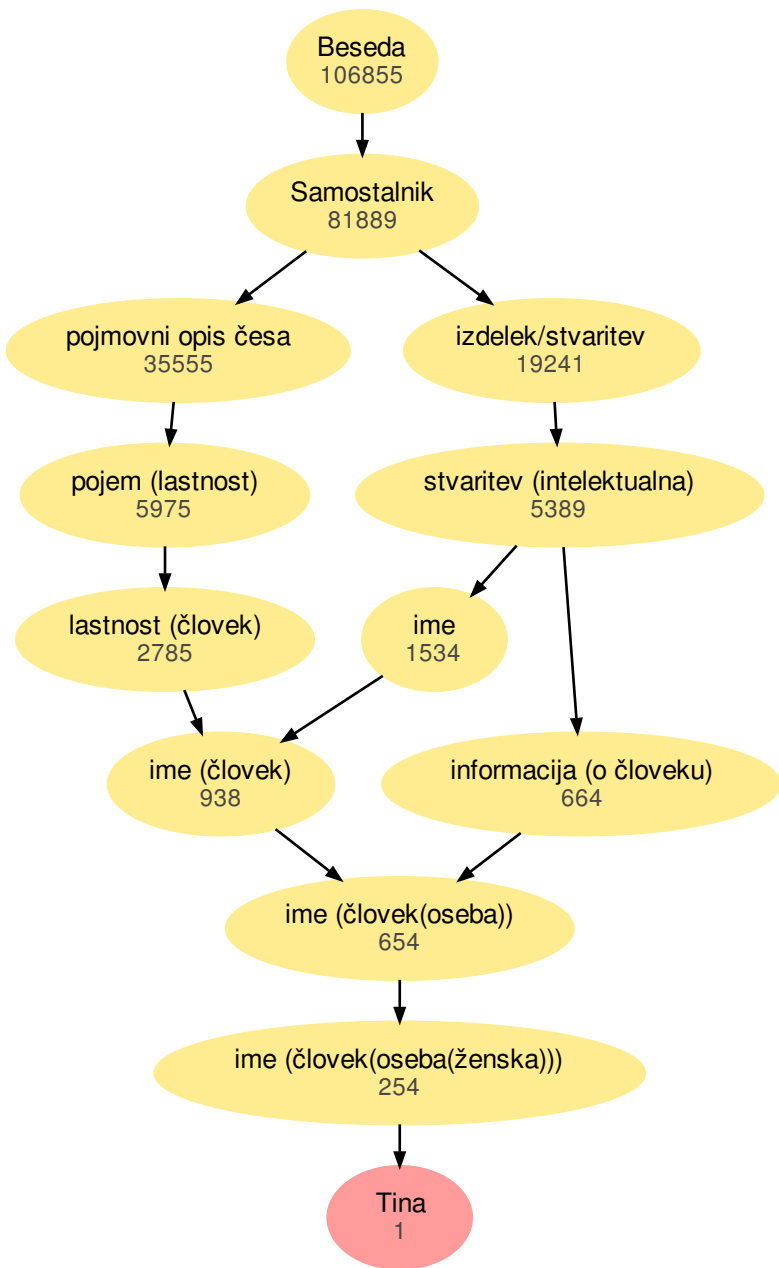 Beseda
106855
Samostalnik
81889
pojmovni opis česa
35555
izdelek/stvaritev
19241
pojem (lastnost)
5975
stvaritev (intelektualna)
5389
lastnost (človek)
2785
ime
1534
ime (človek)
938
informacija (o človeku)
664
ime (človek(oseba))
654
ime (človek(oseba(ženska)))
254
Tina
1